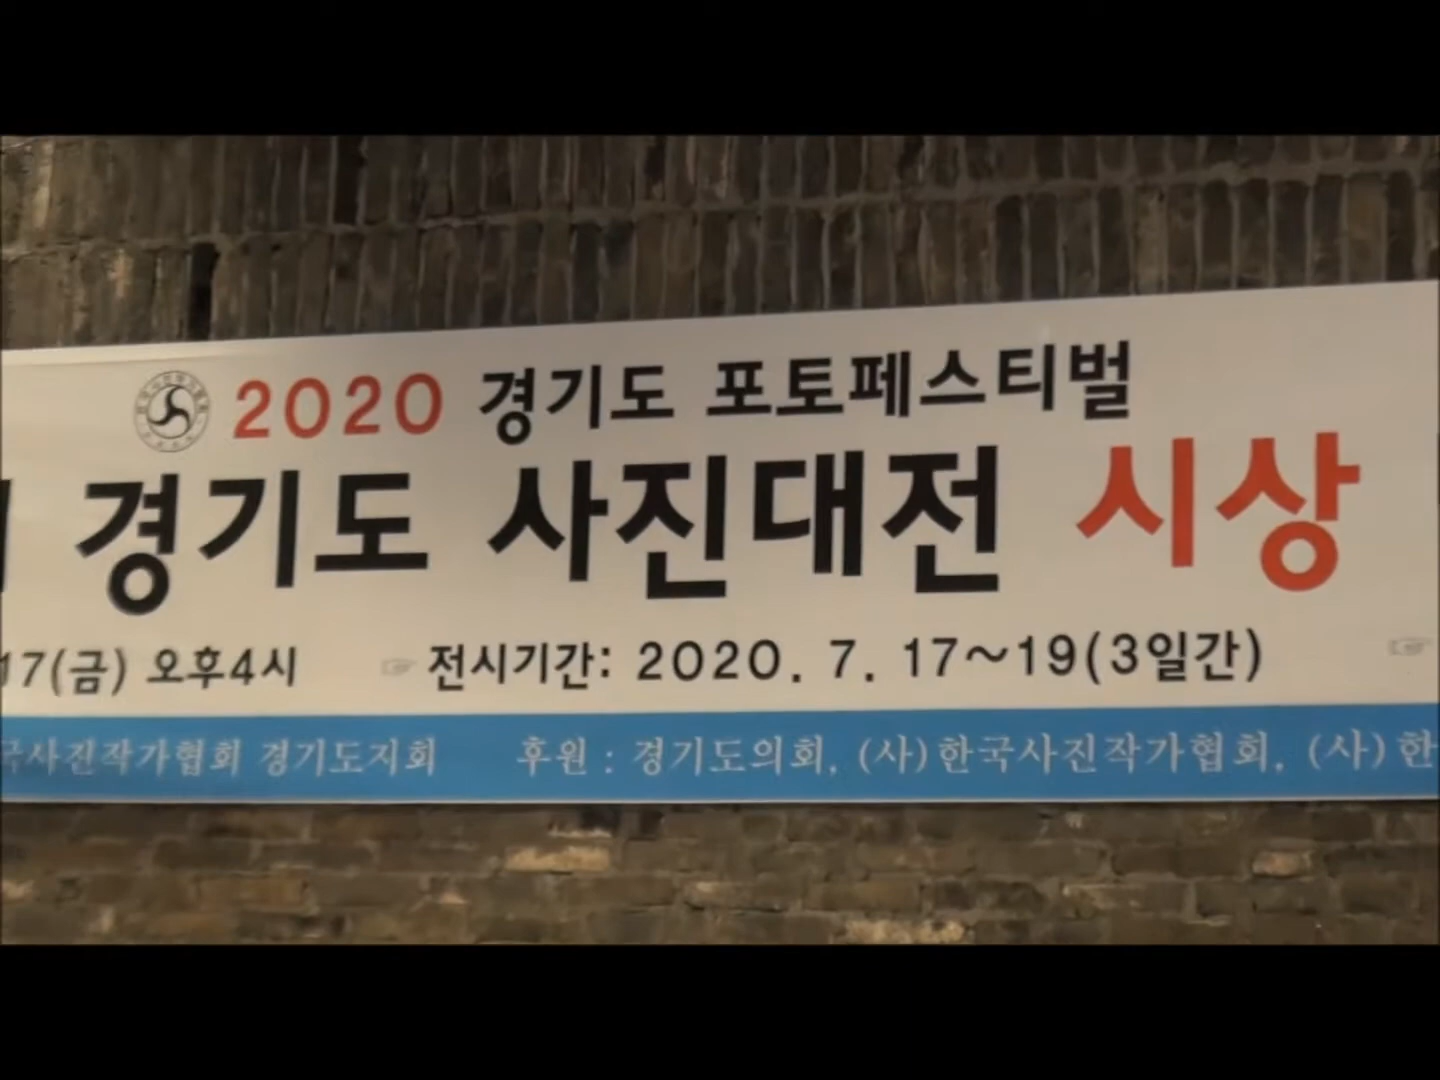 2020 경기도 포토페스티벌
경기도 사진대전 시상
17(금) 오후4시 ☞ 전시기간: 2020. 7. 17~19(3일간) ☞
국사진작가협회 경기도지회 후원 : 경기도의회, (사)한국사진작가협회, (사)한